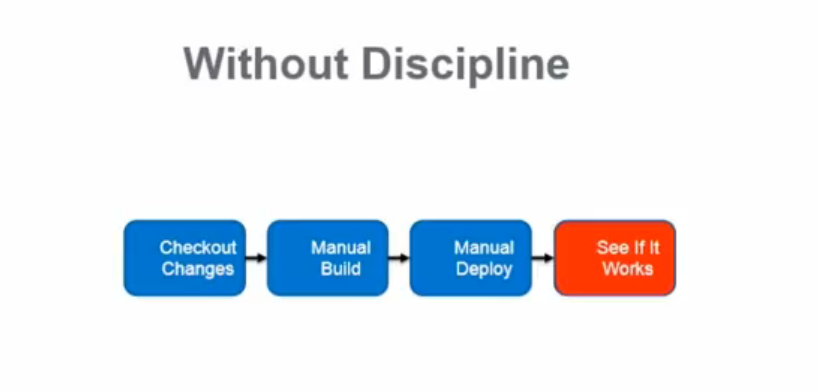 Without Discipline
Checkout
Changes
Manual
Build
Manual
Deploy
See If It
Works